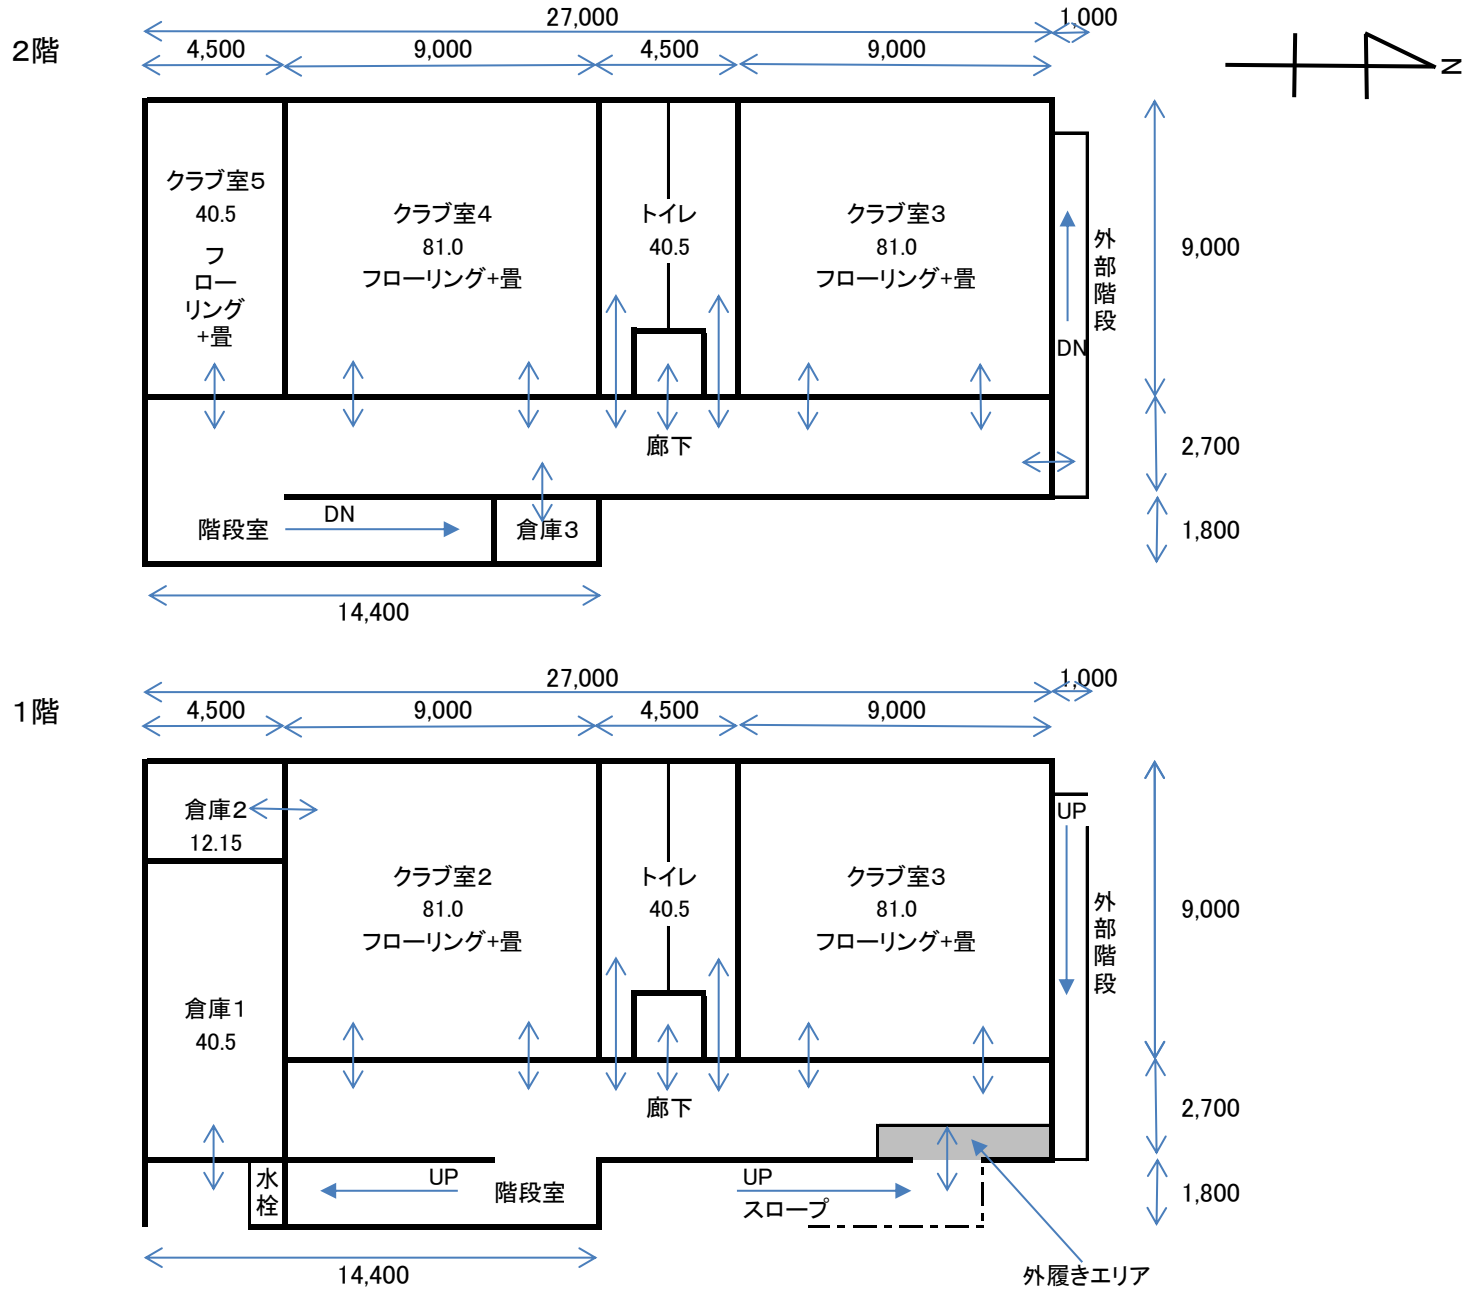 27,000
1,000
2階
4,500
9,000
4,500
9,000
N
クラブ室5
40.5
フ
ロー
リング
+畳
クラブ室4
81.0
フローリング+畳
トイレ
40.5
クラブ室3
81.0
フローリング+畳
外
部
階
段
9,000
DN
廊下
2,700
階段室
DN
倉庫3
1,800
14,400
27,000
1,000
1階
4,500
9,000
4,500
9,000
倉庫2
12.15
UP
クラブ室2
81.0
フローリング+畳
トイレ
40.5
クラブ室3
81.0
フローリング+畳
外
部
階
段
9,000
倉庫1
40.5
廊下
2,700
水
栓
UP
階段室
UP
スロープ
1,800
14,400
外履きエリア